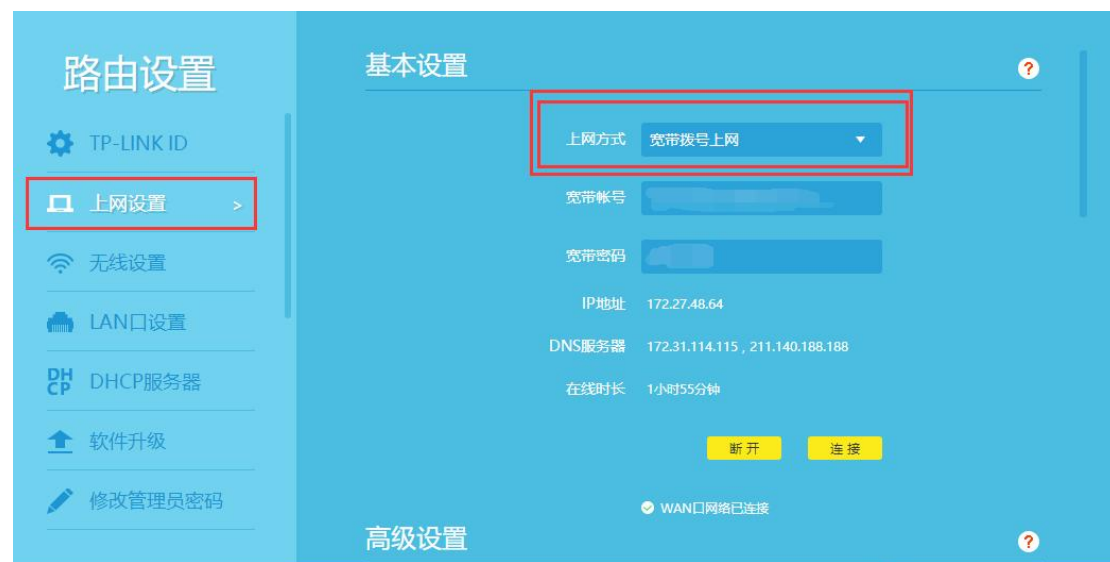 路由设置
TP-LINK ID
上网设置 >
无线设置
LAN口设置
DHCP DHCP服务器
软件升级
修改管理员密码
基本设置 ?
上网方式 宽带拨号上网
宽带帐号
宽带密码
IP地址 172.27.48.64
DNS服务器 172.31.114.115 , 211.140.188.188
在线时长 1小时55分钟
断开 连接
WAN口网络已连接
高级设置 ?